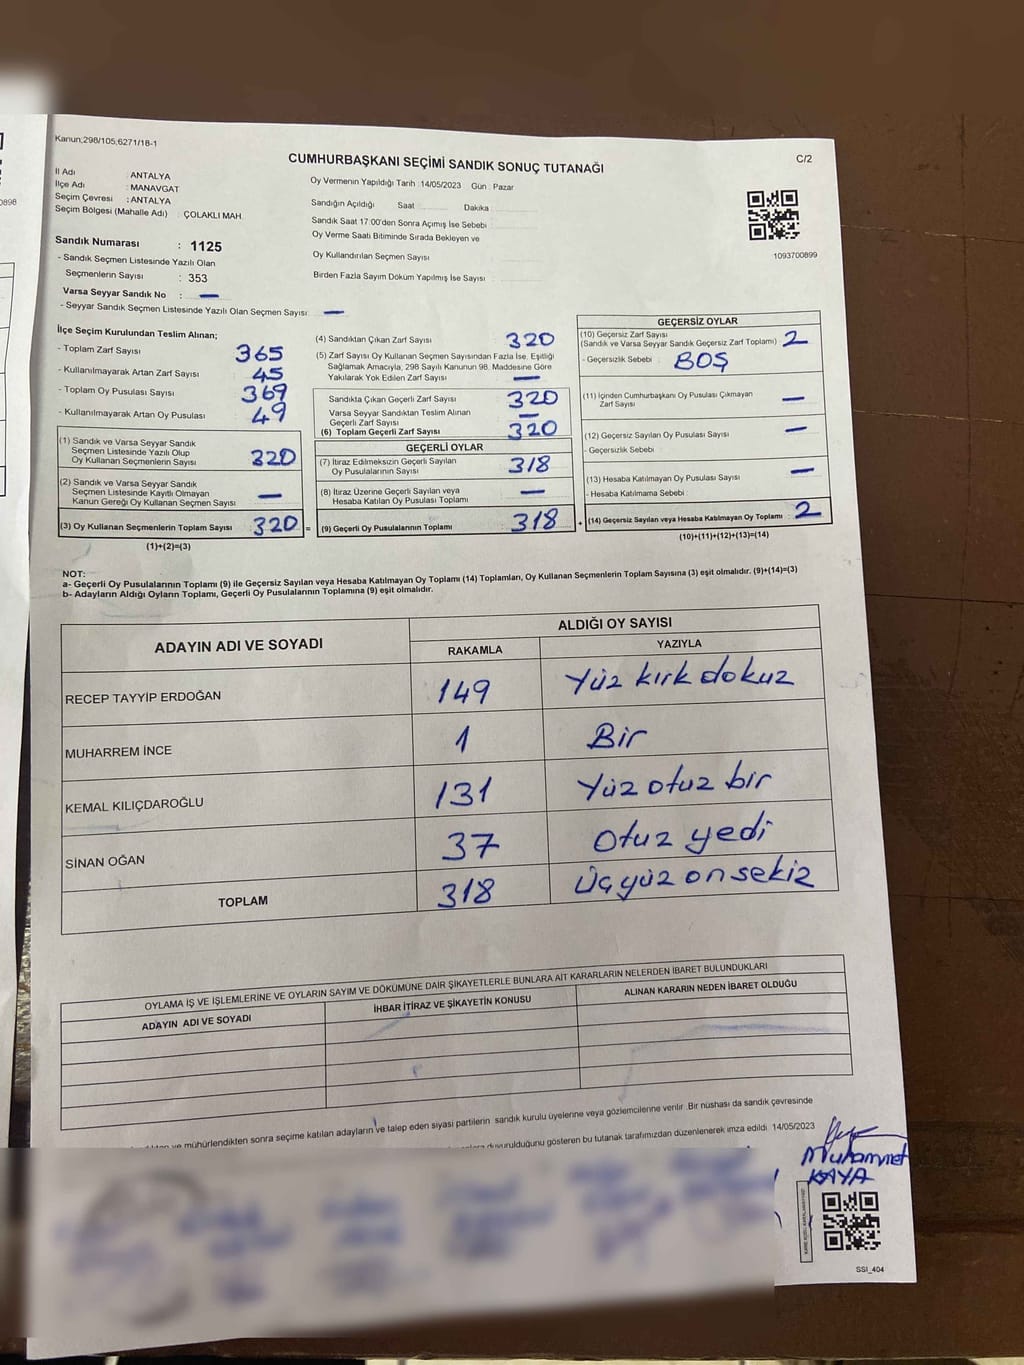 Kanun;298/105;6271/18-1
C/2
CUMHURBAŞKANI SEÇİMİ SANDIK SONUÇ TUTANAĞI
İl Adı : ANTALYA
İlçe Adı : MANAVGAT
Seçim Çevresi : ANTALYA
Seçim Bölgesi (Mahalle Adı) : ÇOLAKLI MAH.
Sandık Numarası : 1125
- Sandık Seçmen Listesinde Yazılı Olan
Seçmenlerin Sayısı : 353
Varsa Seyyar Sandık No : —
- Seyyar Sandık Seçmen Listesinde Yazılı Olan Seçmen Sayısı : —
Oy Vermenin Yapıldığı Tarih : 14/05/2023 Gün : Pazar
Sandığın Açıldığı Saat Dakika
Sandık Saat 17:00'den Sonra Açımış İse Sebebi :
Oy Verme Saati Bitiminde Sırada Bekleyen ve
Oy Kullandırılan Seçmen Sayısı :
Birden Fazla Sayım Döküm Yapılmış İse Sayısı :
1093700899
İlçe Seçim Kurulundan Teslim Alınan;
- Toplam Zarf Sayısı 365
- Kullanılmayarak Artan Zarf Sayısı 45
- Toplam Oy Pusulası Sayısı 369
- Kullanılmayarak Artan Oy Pusulası 49
(1) Sandık ve Varsa Seyyar Sandık
Seçmen Listesinde Yazılı Olup
Oy Kullanan Seçmenlerin Sayısı 320
(2) Sandık ve Varsa Seyyar Sandık
Seçmen Listesinde Kayıtlı Olmayan
Kanun Gereği Oy Kullanan Seçmen Sayısı —
(3) Oy Kullanan Seçmenlerin Toplam Sayısı 320 =
(1)+(2)=(3)
(4) Sandıktan Çıkan Zarf Sayısı 320
(5) Zarf Sayısı Oy Kullanan Seçmen Sayısından Fazla İse, Eşitliği
Sağlamak Amacıyla, 298 Sayılı Kanunun 98. Maddesine Göre
Yakılarak Yok Edilen Zarf Sayısı —
Sandıkta Çıkan Geçerli Zarf Sayısı 320
Varsa Seyyar Sandıktan Teslim Alınan
Geçerli Zarf Sayısı —
(6) Toplam Geçerli Zarf Sayısı 320
GEÇERLİ OYLAR
(7) İtiraz Edilmeksizin Geçerli Sayılan
Oy Pusulalarının Sayısı 318
(8) İtiraz Üzerine Geçerli Sayılan veya
Hesaba Katılan Oy Pusulası Toplamı —
(9) Geçerli Oy Pusulalarının Toplamı 318 +
GEÇERSİZ OYLAR
(10) Geçersiz Zarf Sayısı
(Sandık ve Varsa Seyyar Sandık Geçersiz Zarf Toplamı) 2
- Geçersizlik Sebebi : BOŞ
(11) İçinden Cumhurbaşkanı Oy Pusulası Çıkmayan
Zarf Sayısı —
(12) Geçersiz Sayılan Oy Pusulası Sayısı —
- Geçersizlik Sebebi :
(13) Hesaba Katılmayan Oy Pusulası Sayısı —
- Hesaba Katılmama Sebebi :
(14) Geçersiz Sayılan veya Hesaba Katılmayan Oy Toplamı 2
(10)+(11)+(12)+(13)=(14)
NOT:
a- Geçerli Oy Pusulalarının Toplamı (9) ile Geçersiz Sayılan veya Hesaba Katılmayan Oy Toplamı (14) Toplamları, Oy Kullanan Seçmenlerin Toplam Sayısına (3) eşit olmalıdır. (9)+(14)=(3)
b- Adayların Aldığı Oyların Toplamı, Geçerli Oy Pusulalarının Toplamına (9) eşit olmalıdır.
ADAYIN ADI VE SOYADI
ALDIĞI OY SAYISI
RAKAMLA YAZIYLA
RECEP TAYYİP ERDOĞAN 149 Yüz kırk dokuz
MUHARREM İNCE 1 Bir
KEMAL KILIÇDAROĞLU 131 Yüz otuz bir
SİNAN OĞAN 37 Otuz yedi
TOPLAM 318 Üçyüz onsekiz
OYLAMA İŞ VE İŞLEMLERİNE VE OYLARIN SAYIM VE DÖKÜMÜNE DAİR ŞİKAYETLERLE BUNLARA AİT KARARLARIN NELERDEN İBARET BULUNDUKLARI
ADAYIN ADI VE SOYADI İHBAR İTİRAZ VE ŞİKAYETİN KONUSU ALINAN KARARIN NEDEN İBARET OLDUĞU
ve mühürlendikten sonra seçime katılan adayların ve talep eden siyasi partilerin sandık kurulu üyelerine veya gözlemcilerine verilir. Bir nüshası da sandık çevresinde
duyurulduğunu gösteren bu tutanak tarafımızdan düzenlenerek imza edildi. 14/05/2023
Muhammet
KAYA
SSI_404
0898